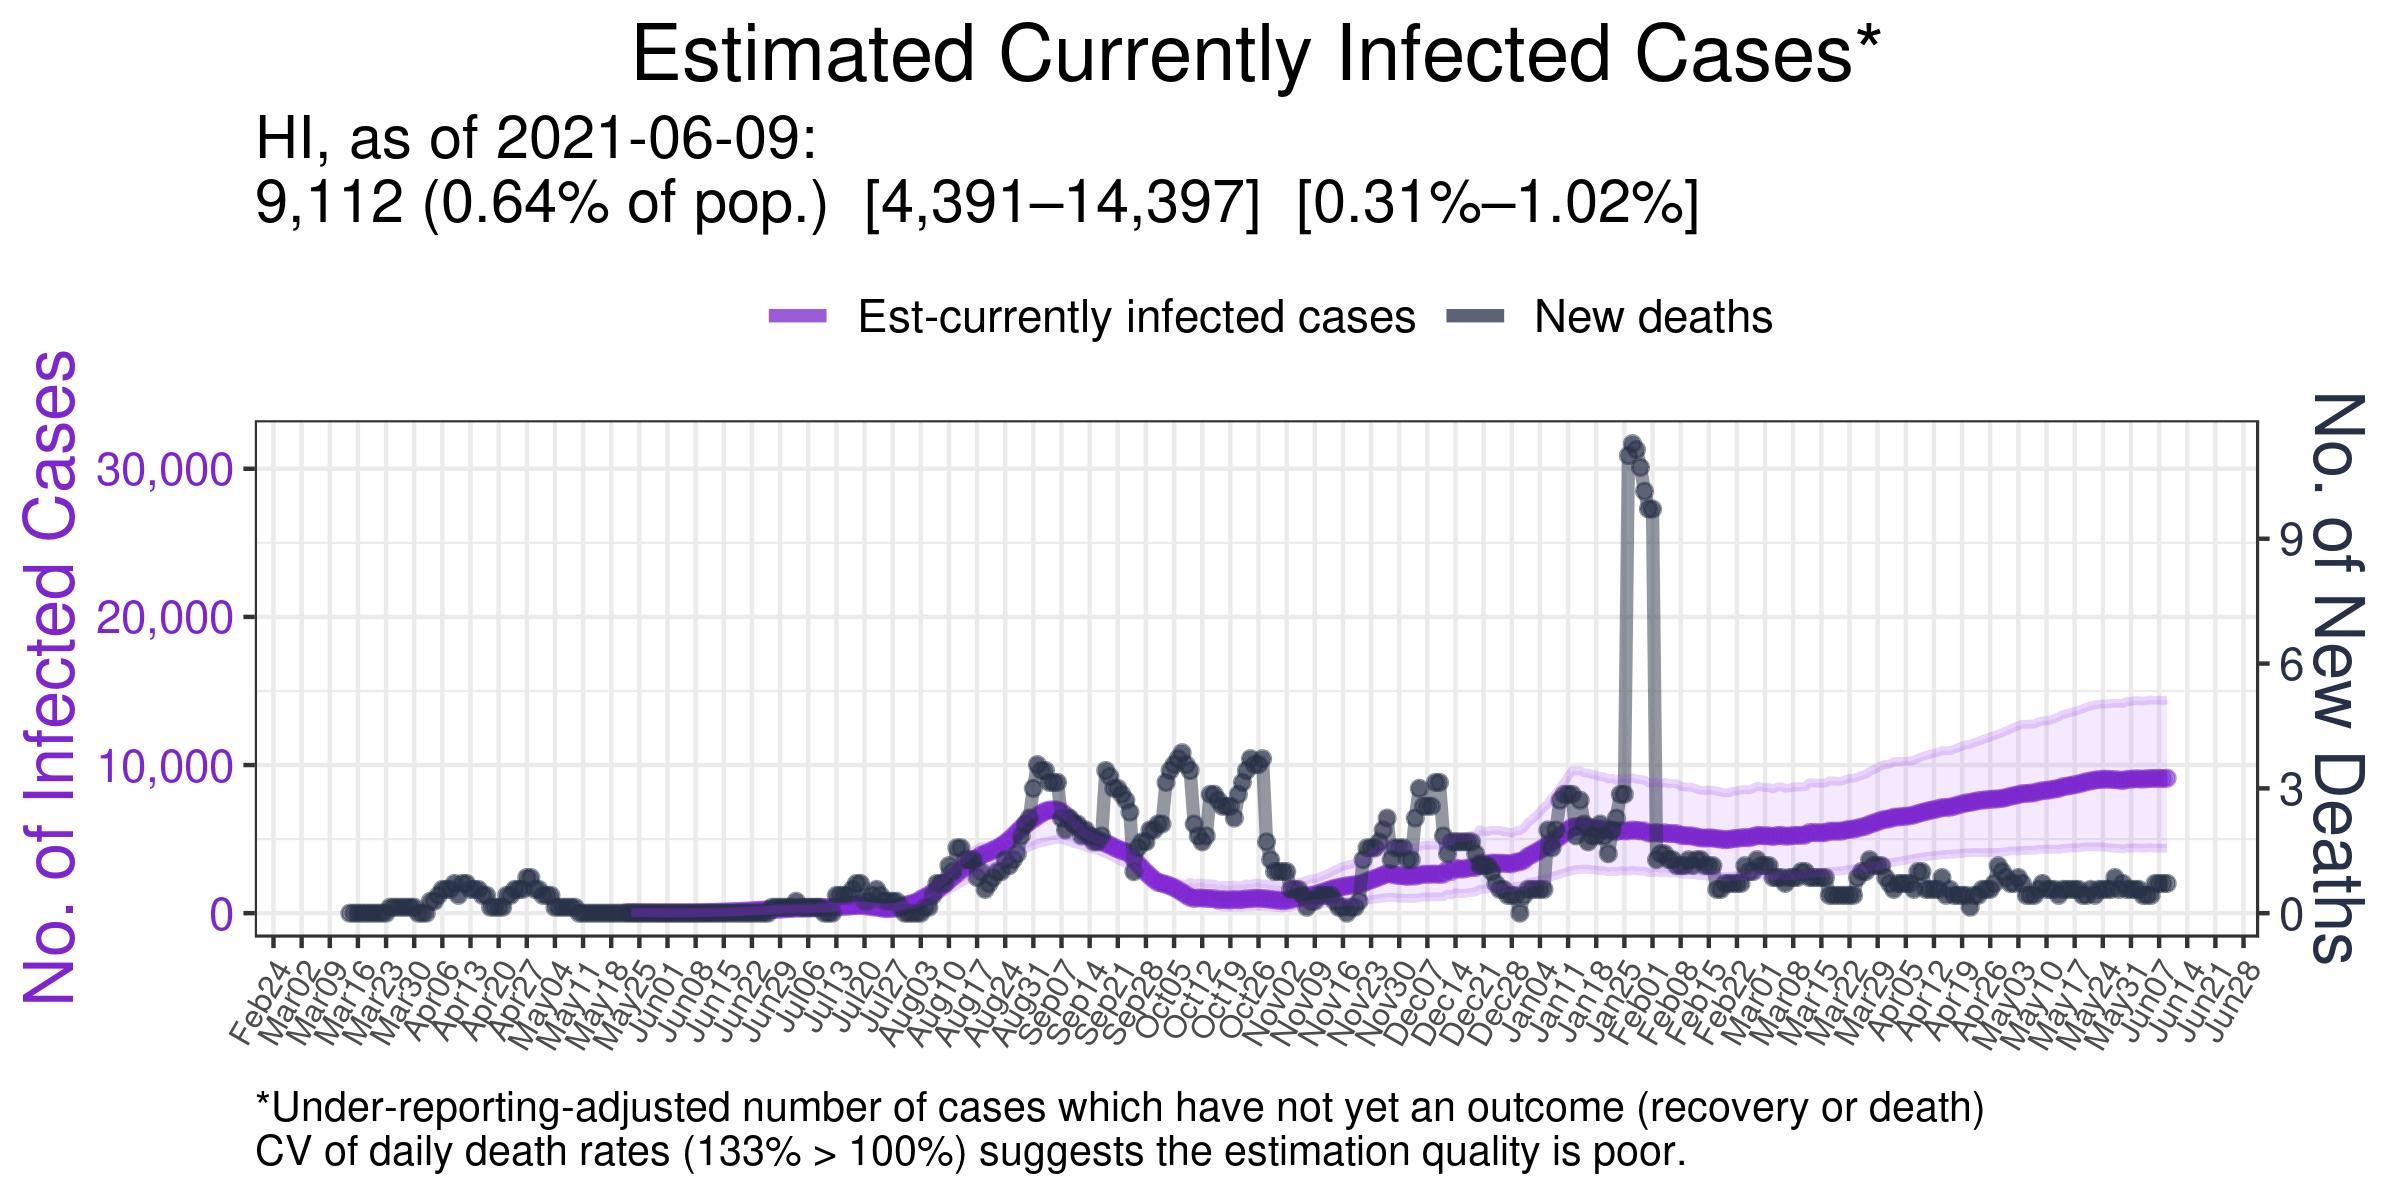 Estimated Currently Infected Cases*
HI, as of 2021-06-09:
9,112 (0.64% of pop.) [4,391–14,397] [0.31%–1.02%]
Est-currently infected cases
New deaths
No. of Infected Cases
30,000
20,000
10,000
0
No. of New Deaths
9
6
3
0
Feb24
Mar02
Mar09
Mar16
Mar23
Mar30
Apr06
Apr13
Apr20
Apr27
May04
May11
May18
May25
Jun01
Jun08
Jun15
Jun22
Jun29
Jul06
Jul13
Jul20
Jul27
Aug03
Aug10
Aug17
Aug24
Aug31
Sep07
Sep14
Sep21
Sep28
Oct05
Oct12
Oct19
Oct26
Nov02
Nov09
Nov16
Nov23
Nov30
Dec07
Dec14
Dec21
Dec28
Jan04
Jan11
Jan18
Jan25
Feb01
Feb08
Feb15
Feb22
Mar01
Mar08
Mar15
Mar22
Mar29
Apr05
Apr12
Apr19
Apr26
May03
May10
May17
May24
May31
Jun07
Jun14
Jun21
Jun28
*Under-reporting-adjusted number of cases which have not yet an outcome (recovery or death)
CV of daily death rates (133% > 100%) suggests the estimation quality is poor.